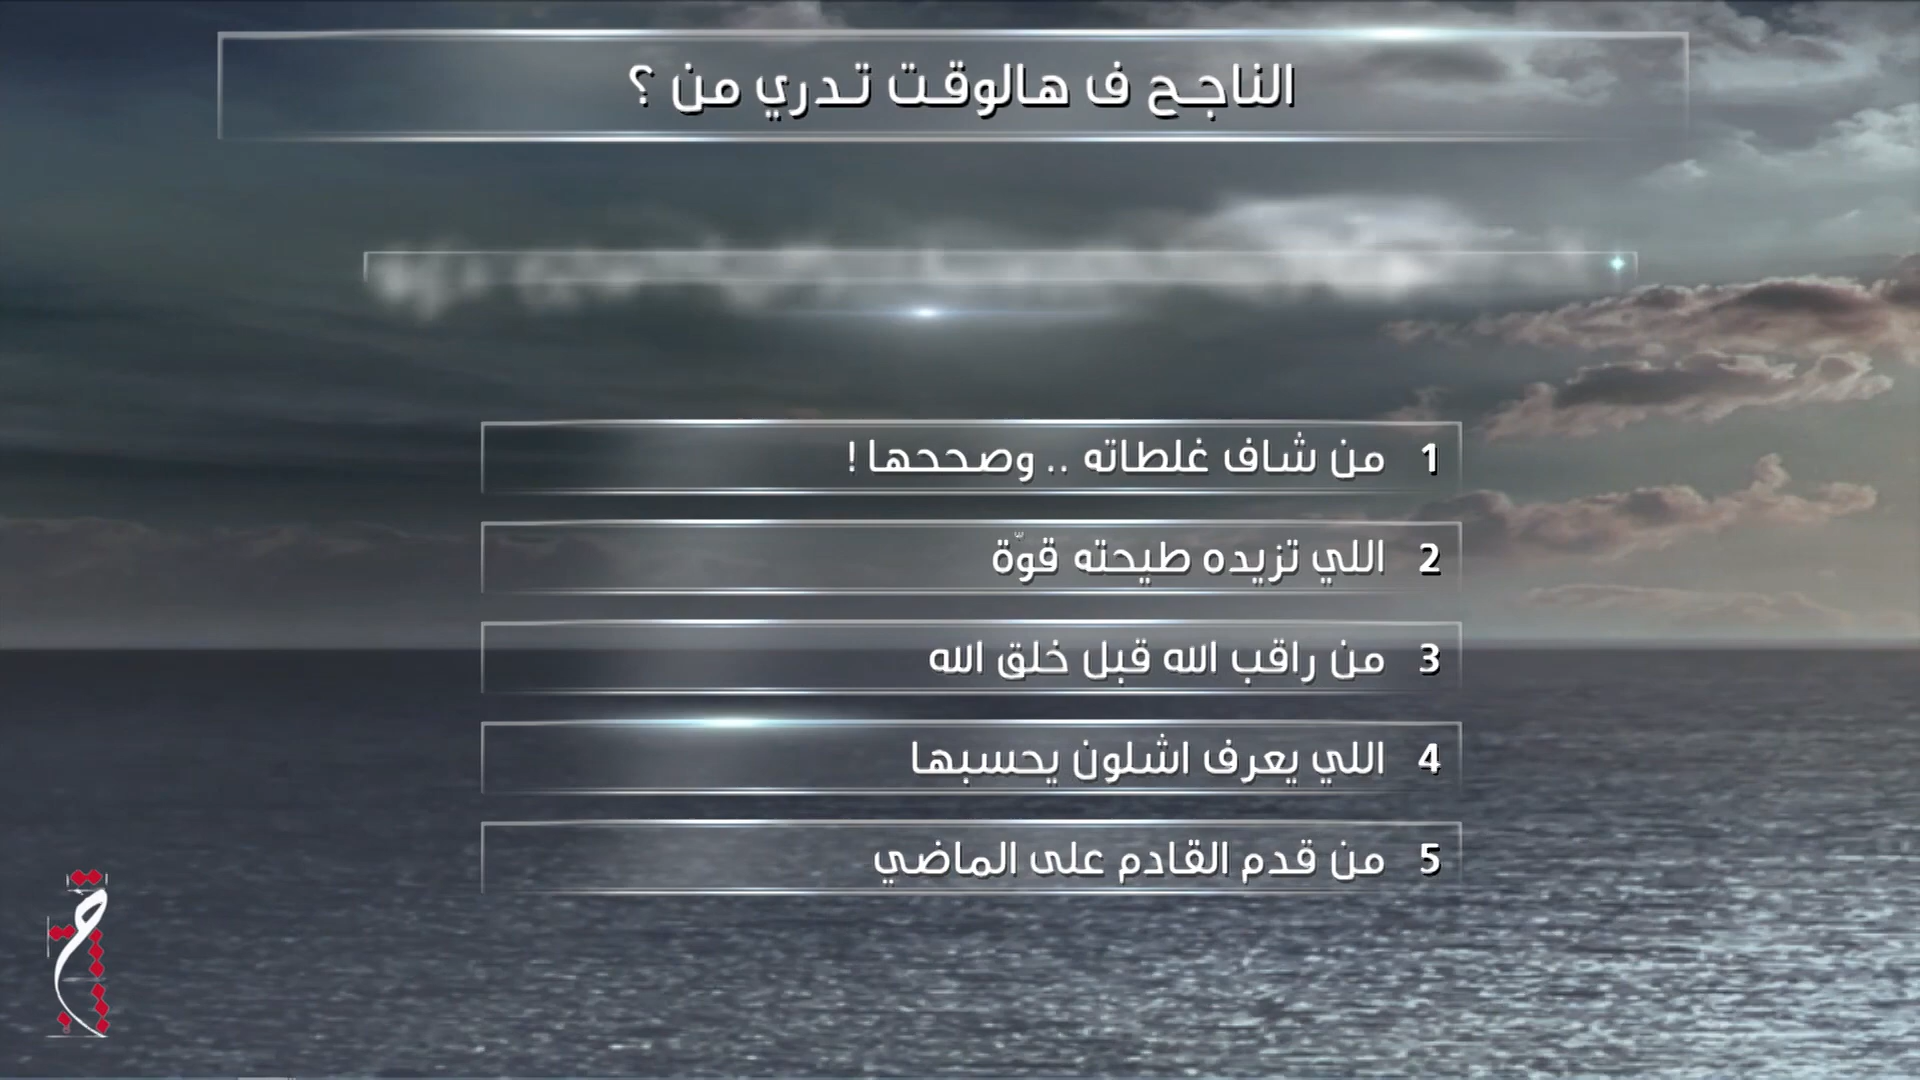 الناجح ف هالوقت تدري من ؟
1 من شاف غلطاته .. وصححها !
2 اللي تزيده طيحته قوّة
3 من راقب الله قبل خلق الله
4 اللي يعرف اشلون يحسبها
5 من قدم القادم على الماضي